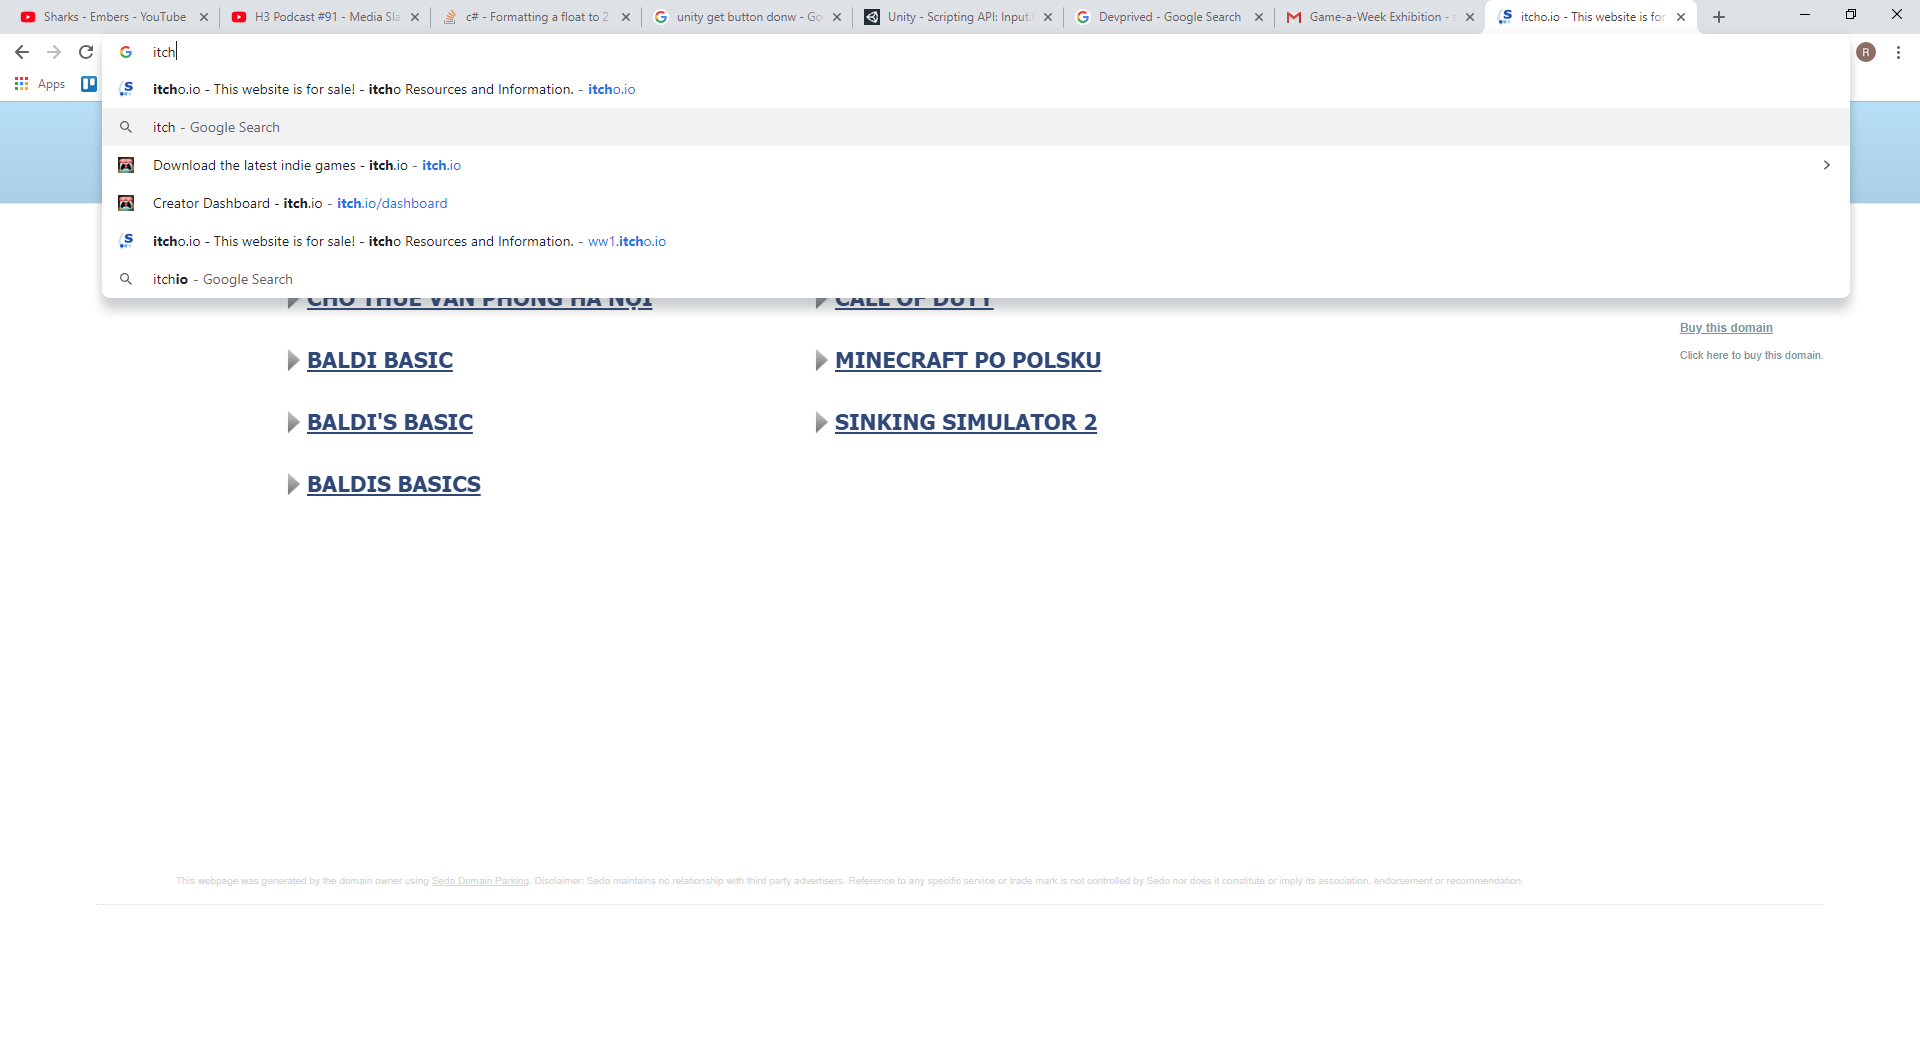 Sharks - Embers - YouTube
H3 Podcast #91 - Media Sla
c# - Formatting a float to 2
unity get button donw - Go
Unity - Scripting API: Input.
Devprived - Google Search
Game-a-Week Exhibition - s
itcho.io - This website is for
itch
R
Apps
itcho.io - This website is for sale! - itcho Resources and Information. - itcho.io
itch - Google Search
Download the latest indie games - itch.io - itch.io
Creator Dashboard - itch.io - itch.io/dashboard
itcho.io - This website is for sale! - itcho Resources and Information. - ww1.itcho.io
itchio - Google Search
CHO THUÊ VĂN PHÒNG HÀ NỘI
CALL OF DUTY
Buy this domain
Click here to buy this domain.
BALDI BASIC
MINECRAFT PO POLSKU
BALDI'S BASIC
SINKING SIMULATOR 2
BALDIS BASICS
This webpage was generated by the domain owner using Sedo Domain Parking. Disclaimer: Sedo maintains no relationship with third party advertisers. Reference to any specific service or trade mark is not controlled by Sedo nor does it constitute or imply its association, endorsement or recommendation.